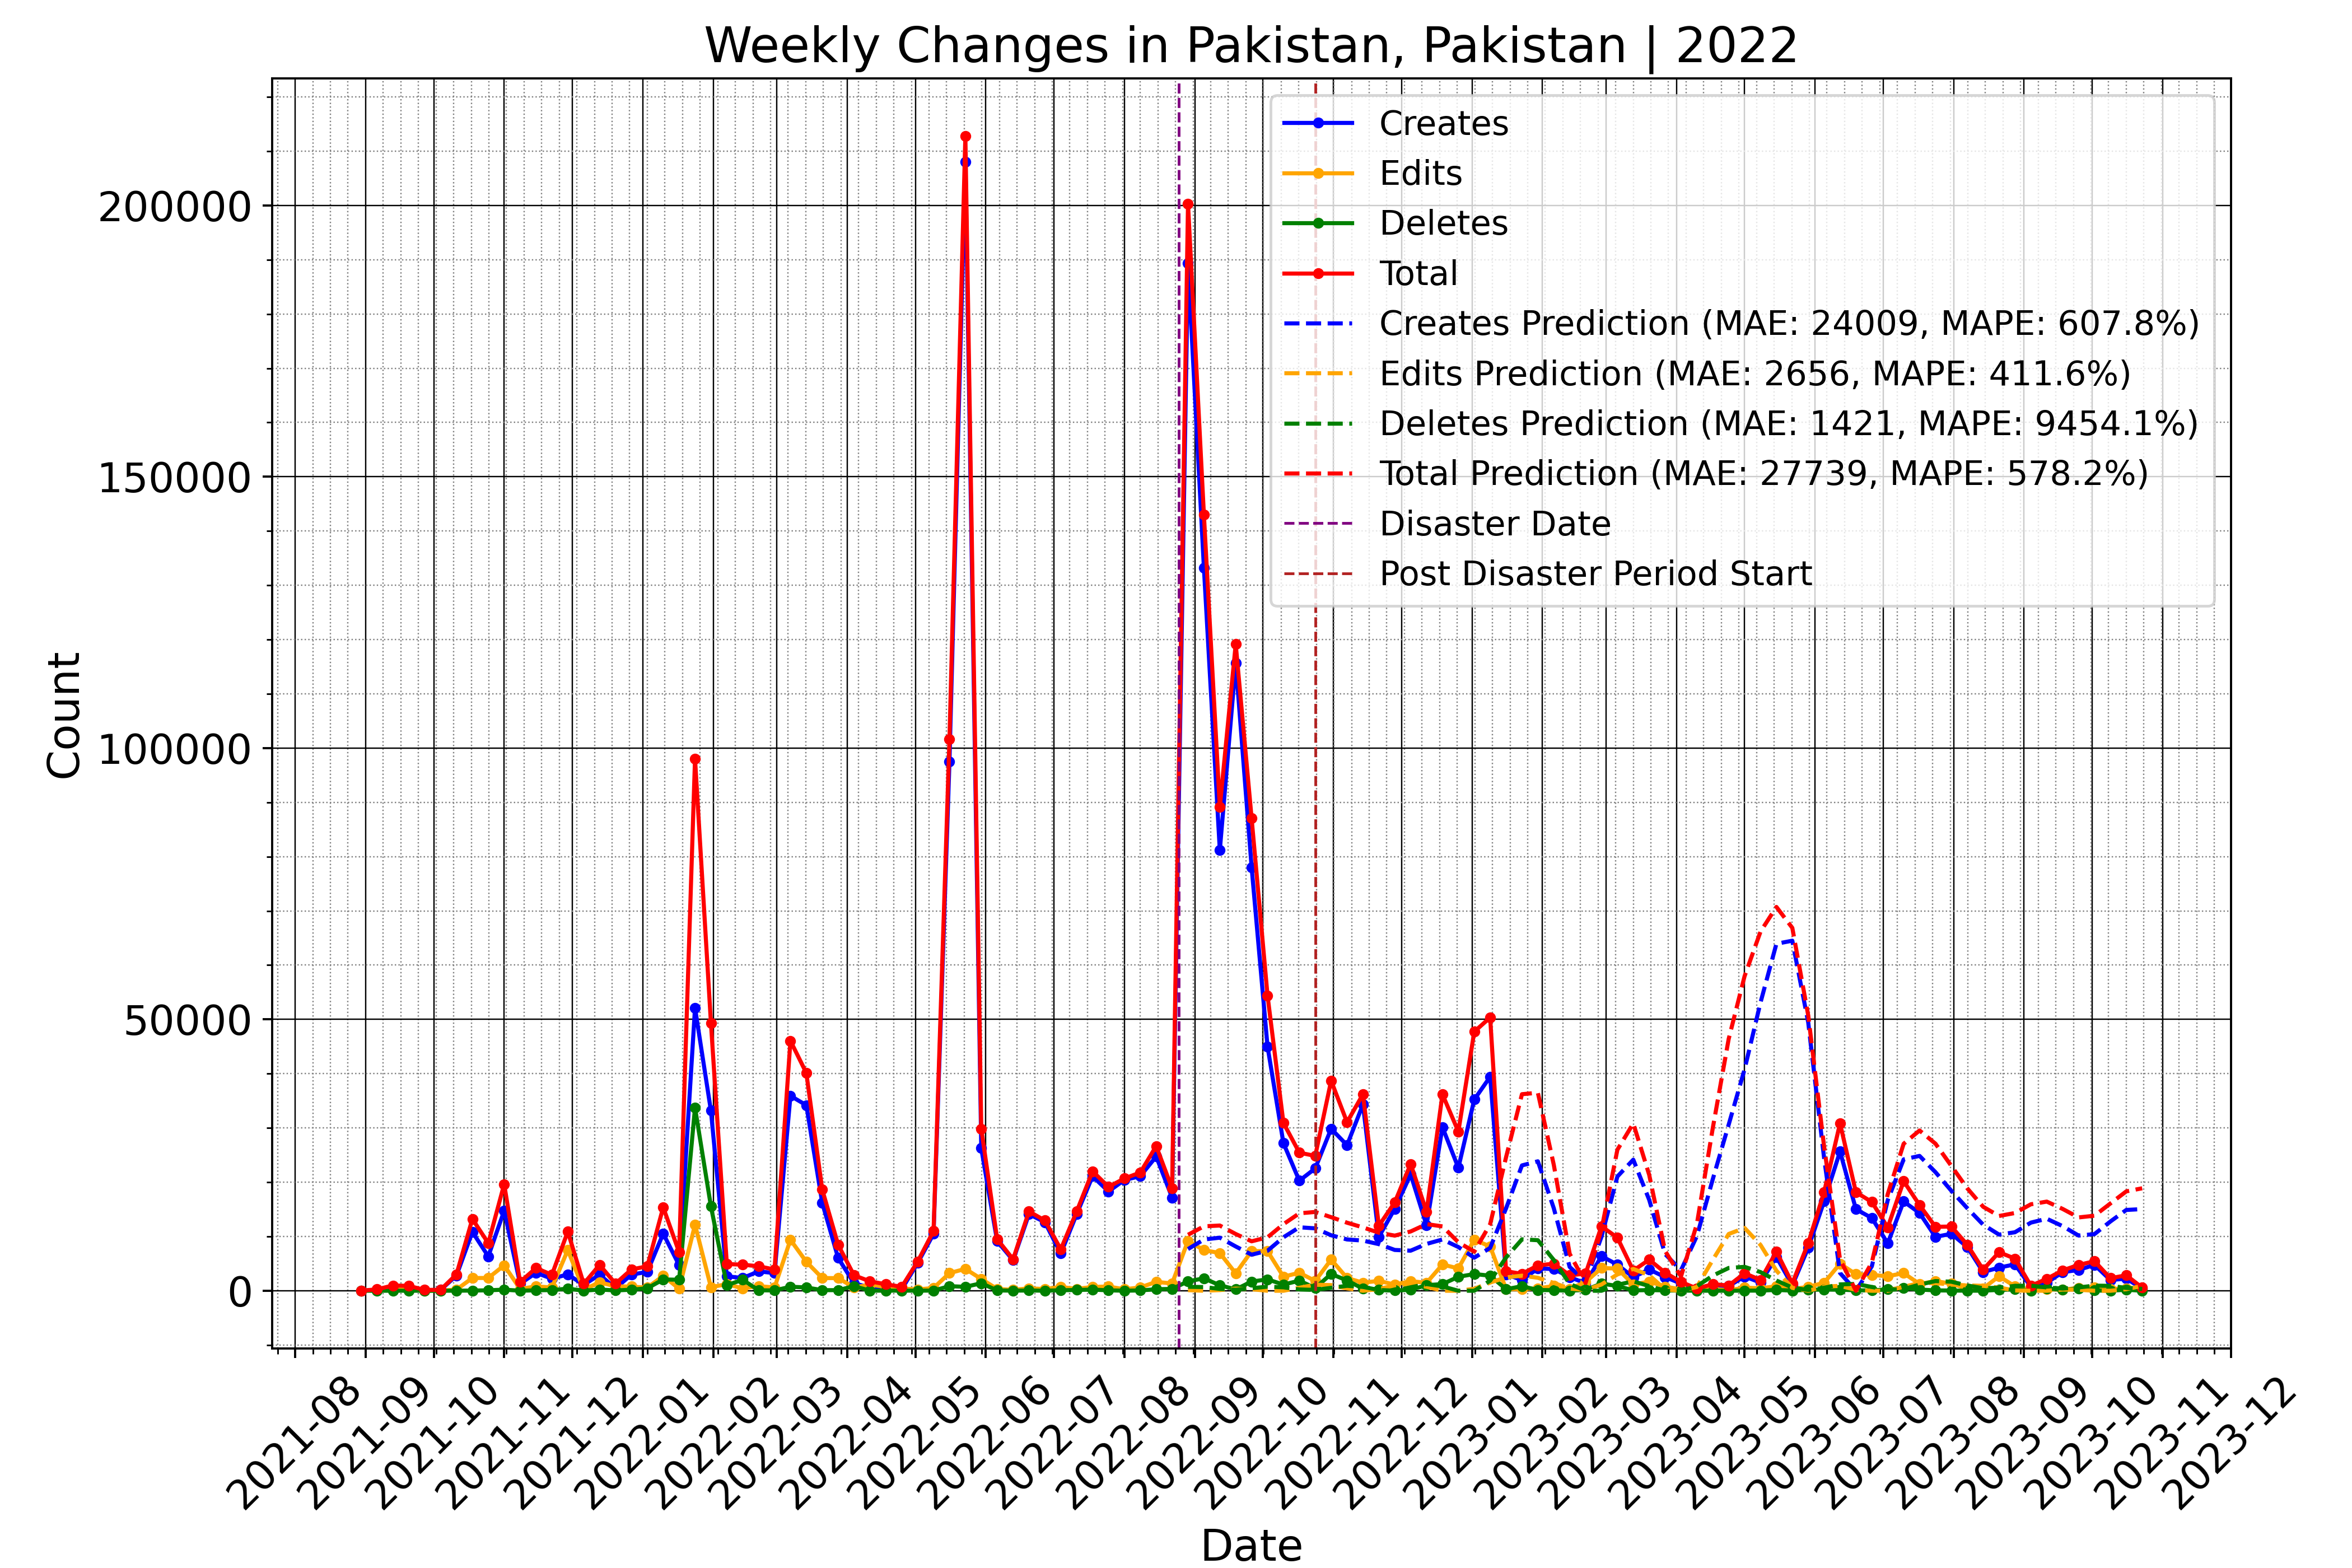 Weekly Changes in Pakistan, Pakistan | 2022
Creates
Edits
Deletes
Total
Creates Prediction (MAE: 24009, MAPE: 607.8%)
Edits Prediction (MAE: 2656, MAPE: 411.6%)
Deletes Prediction (MAE: 1421, MAPE: 9454.1%)
Total Prediction (MAE: 27739, MAPE: 578.2%)
Disaster Date
Post Disaster Period Start
Count
200000
150000
100000
50000
0
2021-08
2021-09
2021-10
2021-11
2021-12
2022-01
2022-02
2022-03
2022-04
2022-05
2022-06
2022-07
2022-08
2022-09
2022-10
2022-11
2022-12
2023-01
2023-02
2023-03
2023-04
2023-05
2023-06
2023-07
2023-08
2023-09
2023-10
2023-11
2023-12
Date